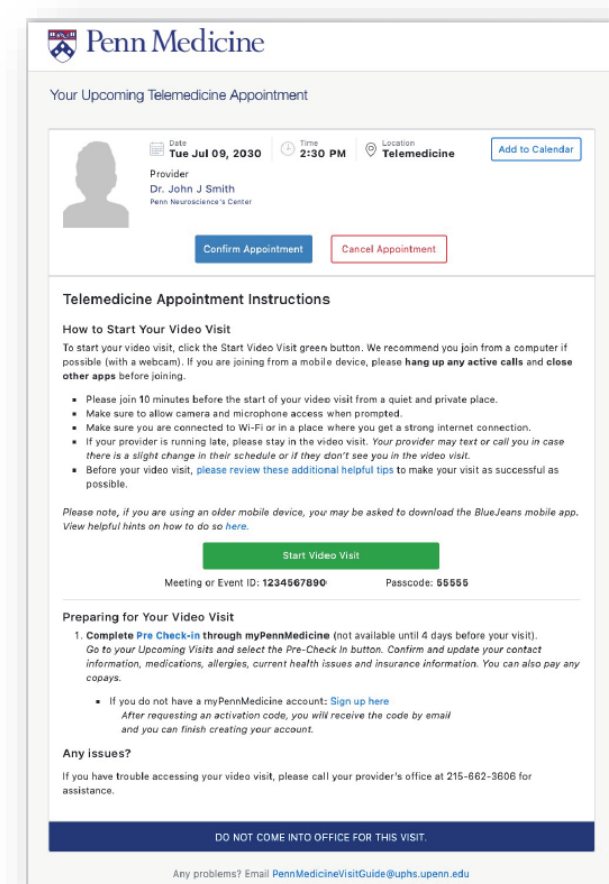 Penn Medicine
Your Upcoming Telemedicine Appointment
Date
Tue Jul 09, 2030
Time
2:30 PM
Location
Telemedicine
Add to Calendar
Provider
Dr. John J Smith
Penn Neuroscience's Center
Confirm Appointment
Cancel Appointment
Telemedicine Appointment Instructions
How to Start Your Video Visit
To start your video visit, click the Start Video Visit green button. We recommend you join from a computer if
possible (with a webcam). If you are joining from a mobile device, please hang up any active calls and close
other apps before joining.
▪ Please join 10 minutes before the start of your video visit from a quiet and private place.
▪ Make sure to allow camera and microphone access when prompted.
▪ Make sure you are connected to Wi-Fi or in a place where you get a strong internet connection.
▪ If your provider is running late, please stay in the video visit. Your provider may text or call you in case
there is a slight change in their schedule or if they don't see you in the video visit.
▪ Before your video visit, please review these additional helpful tips to make your visit as successful as
possible.
Please note, if you are using an older mobile device, you may be asked to download the BlueJeans mobile app.
View helpful hints on how to do so here.
Start Video Visit
Meeting or Event ID: 1234567890 Passcode: 55555
Preparing for Your Video Visit
1. Complete Pre Check-in through myPennMedicine (not available until 4 days before your visit).
Go to your Upcoming Visits and select the Pre-Check In button. Confirm and update your contact
information, medications, allergies, current health issues and insurance information. You can also pay any
copays.
▪ If you do not have a myPennMedicine account: Sign up here
After requesting an activation code, you will receive the code by email
and you can finish creating your account.
Any issues?
If you have trouble accessing your video visit, please call your provider's office at 215-662-3606 for
assistance.
DO NOT COME INTO OFFICE FOR THIS VISIT.
Any problems? Email PennMedicineVisitGuide@uphs.upenn.edu